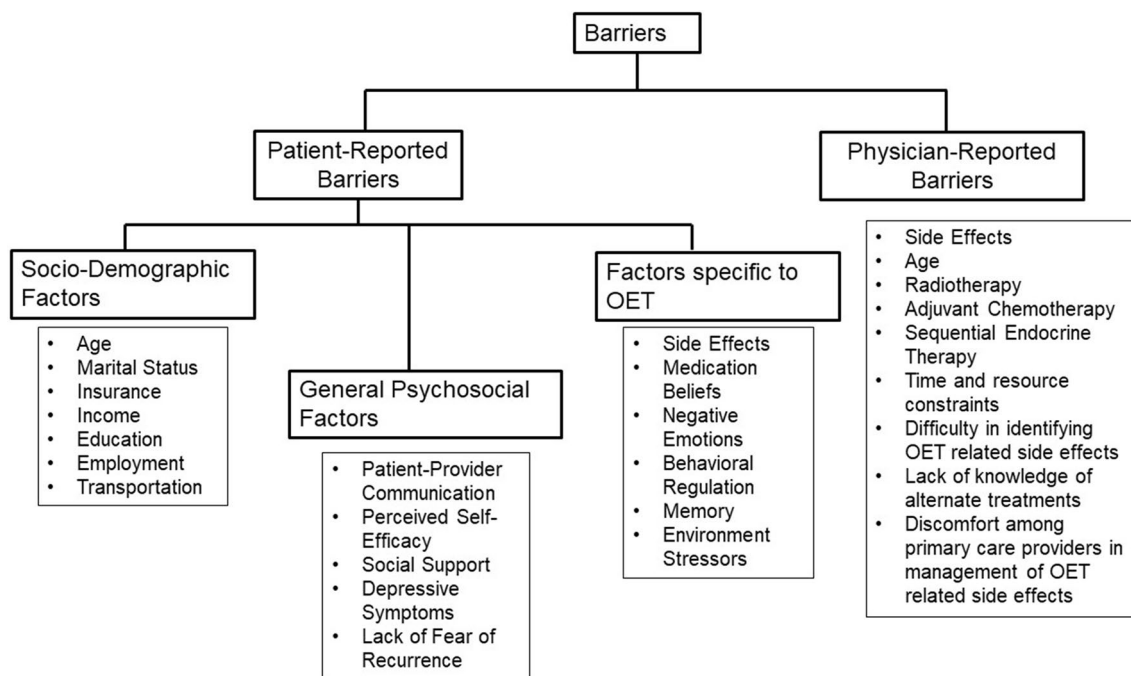 Barriers
Patient-Reported
Barriers
Physician-Reported
Barriers
Socio-Demographic
Factors
• Age
• Marital Status
• Insurance
• Income
• Education
• Employment
• Transportation
General Psychosocial
Factors
• Patient-Provider
Communication
• Perceived Self-
Efficacy
• Social Support
• Depressive
Symptoms
• Lack of Fear of
Recurrence
Factors specific to
OET
• Side Effects
• Medication
Beliefs
• Negative
Emotions
• Behavioral
Regulation
• Memory
• Environment
Stressors
• Side Effects
• Age
• Radiotherapy
• Adjuvant Chemotherapy
• Sequential Endocrine
Therapy
• Time and resource
constraints
• Difficulty in identifying
OET related side effects
• Lack of knowledge of
alternate treatments
• Discomfort among
primary care providers in
management of OET
related side effects